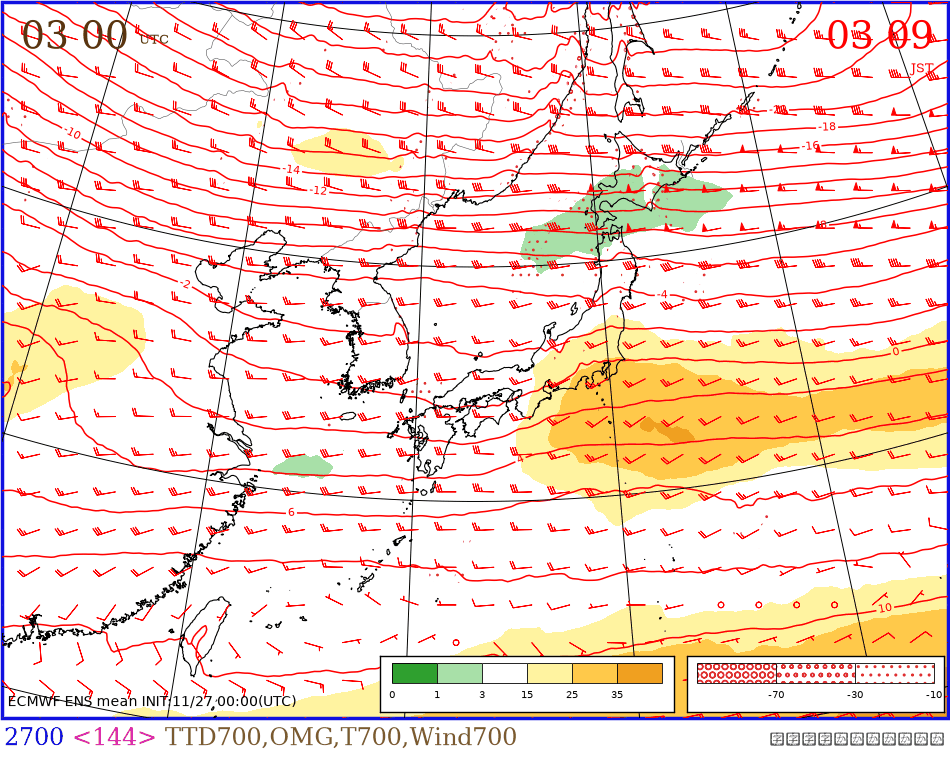 03 00 UTC
03 09
JST
-10
-18
-16
-14
-12
-8
-2
-4
0
4
6
10
0 1 3 15 25 35
-70 -30 -10
ECMWF ENS mean INIT:11/27 00:00(UTC)
2700 <144> TTD700,OMG,T700,Wind700